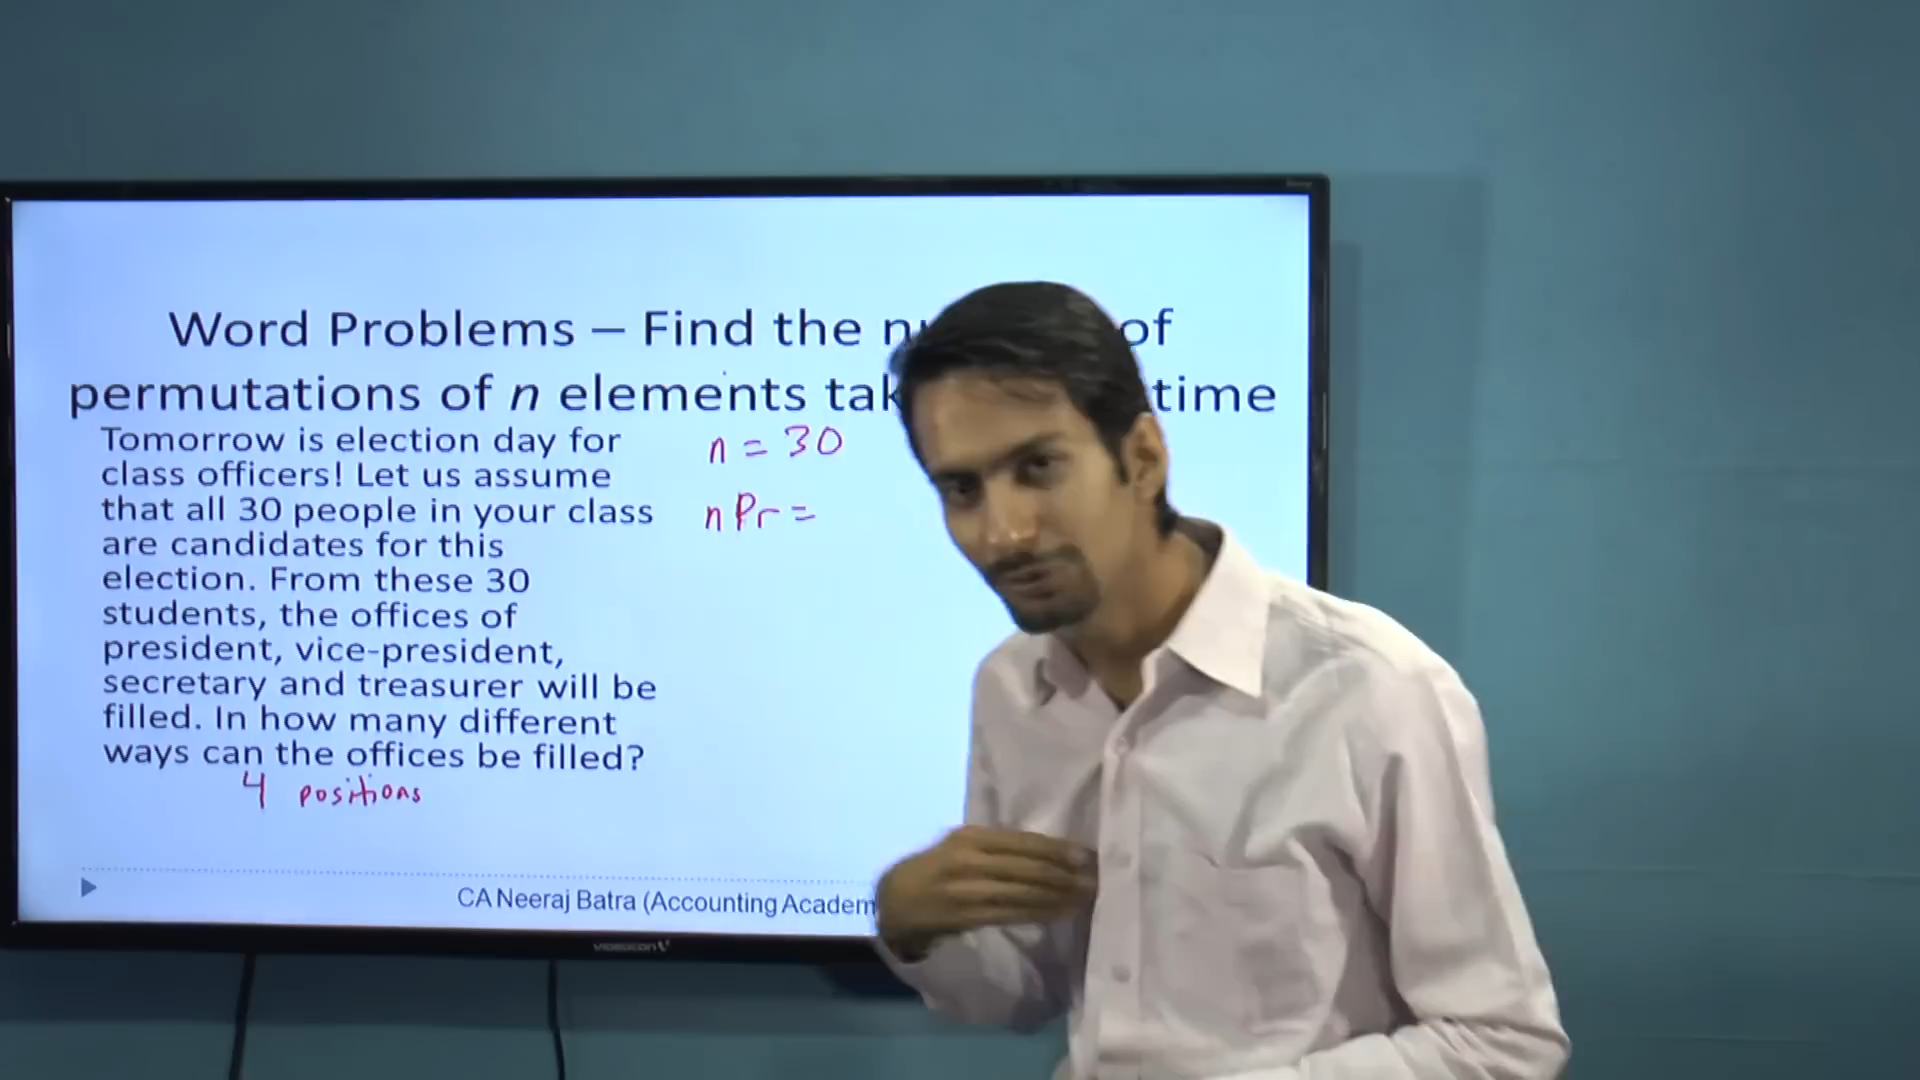 Word Problems – Find the of
permutations of n elements time
Tomorrow is election day for
class officers! Let us assume
that all 30 people in your class
are candidates for this
election. From these 30
students, the offices of
president, vice-president,
secretary and treasurer will be
filled. In how many different
ways can the offices be filled?
4 positions
n = 30
nPr =
CA Neeraj Batra (Accounting
VIDEOCON